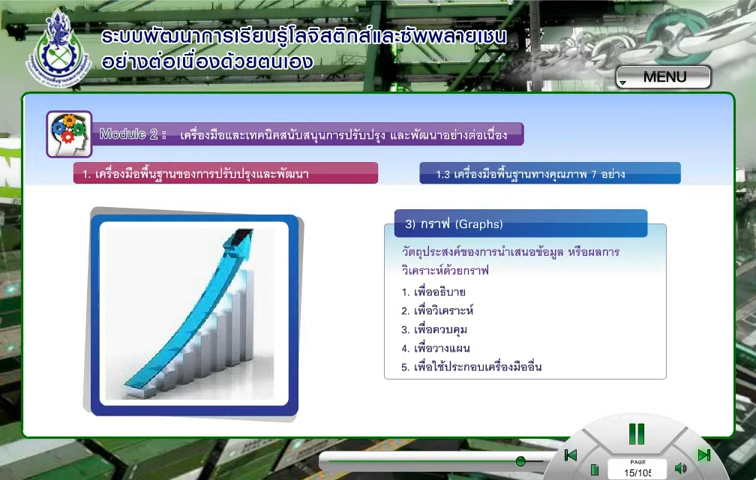 ระบบพัฒนาการเรียนรู้โลจิสติกส์และซัพพลายเชน
อย่างต่อเนื่องด้วยตนเอง
MENU
Module 2 : เครื่องมือและเทคนิคสนับสนุนการปรับปรุง และพัฒนาอย่างต่อเนื่อง
1. เครื่องมือพื้นฐานของการปรับปรุงและพัฒนา
1.3 เครื่องมือพื้นฐานทางคุณภาพ 7 อย่าง
3) กราฟ (Graphs)
วัตถุประสงค์ของการนำเสนอข้อมูล หรือผลการ
วิเคราะห์ด้วยกราฟ
1. เพื่ออธิบาย
2. เพื่อวิเคราะห์
3. เพื่อควบคุม
4. เพื่อวางแผน
5. เพื่อใช้ประกอบเครื่องมืออื่น
PAGE
15/105